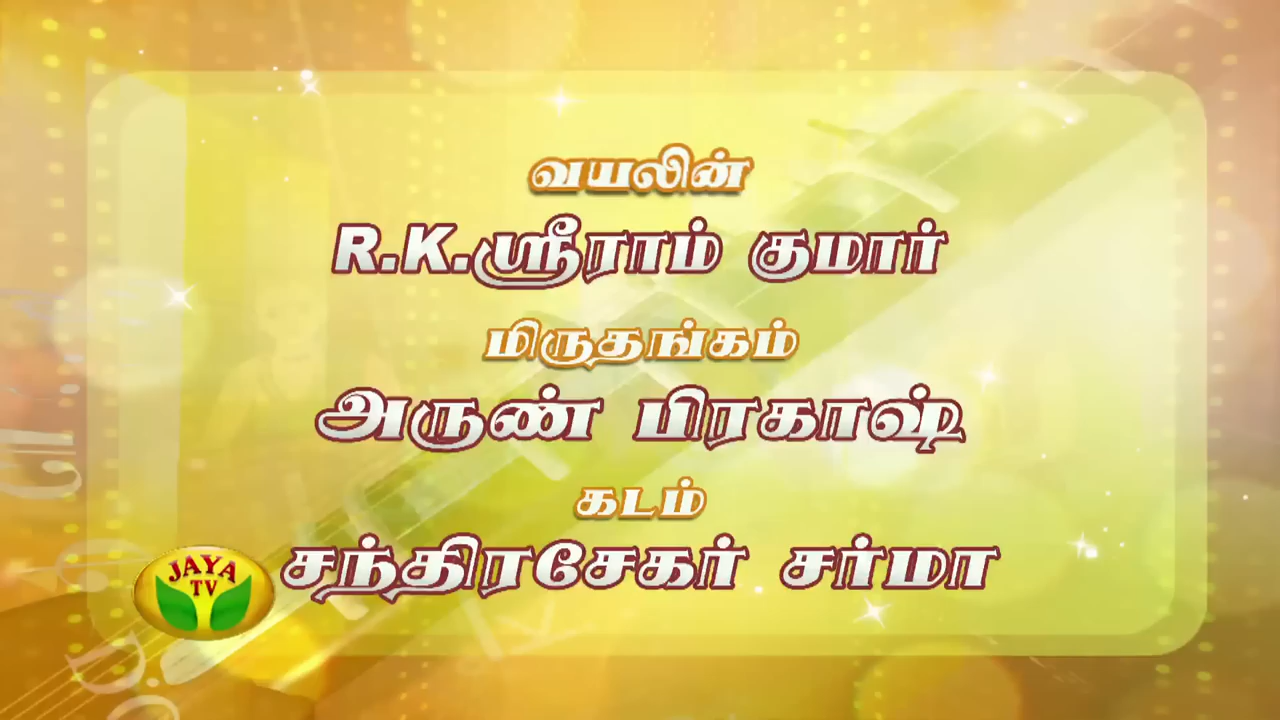 வயலின்
R.K.ஸ்ரீராம் குமார்
மிருதங்கம்
அருண் பிரகாஷ்
கடம்
சந்திரசேகர் சர்மா
JAYA
TV